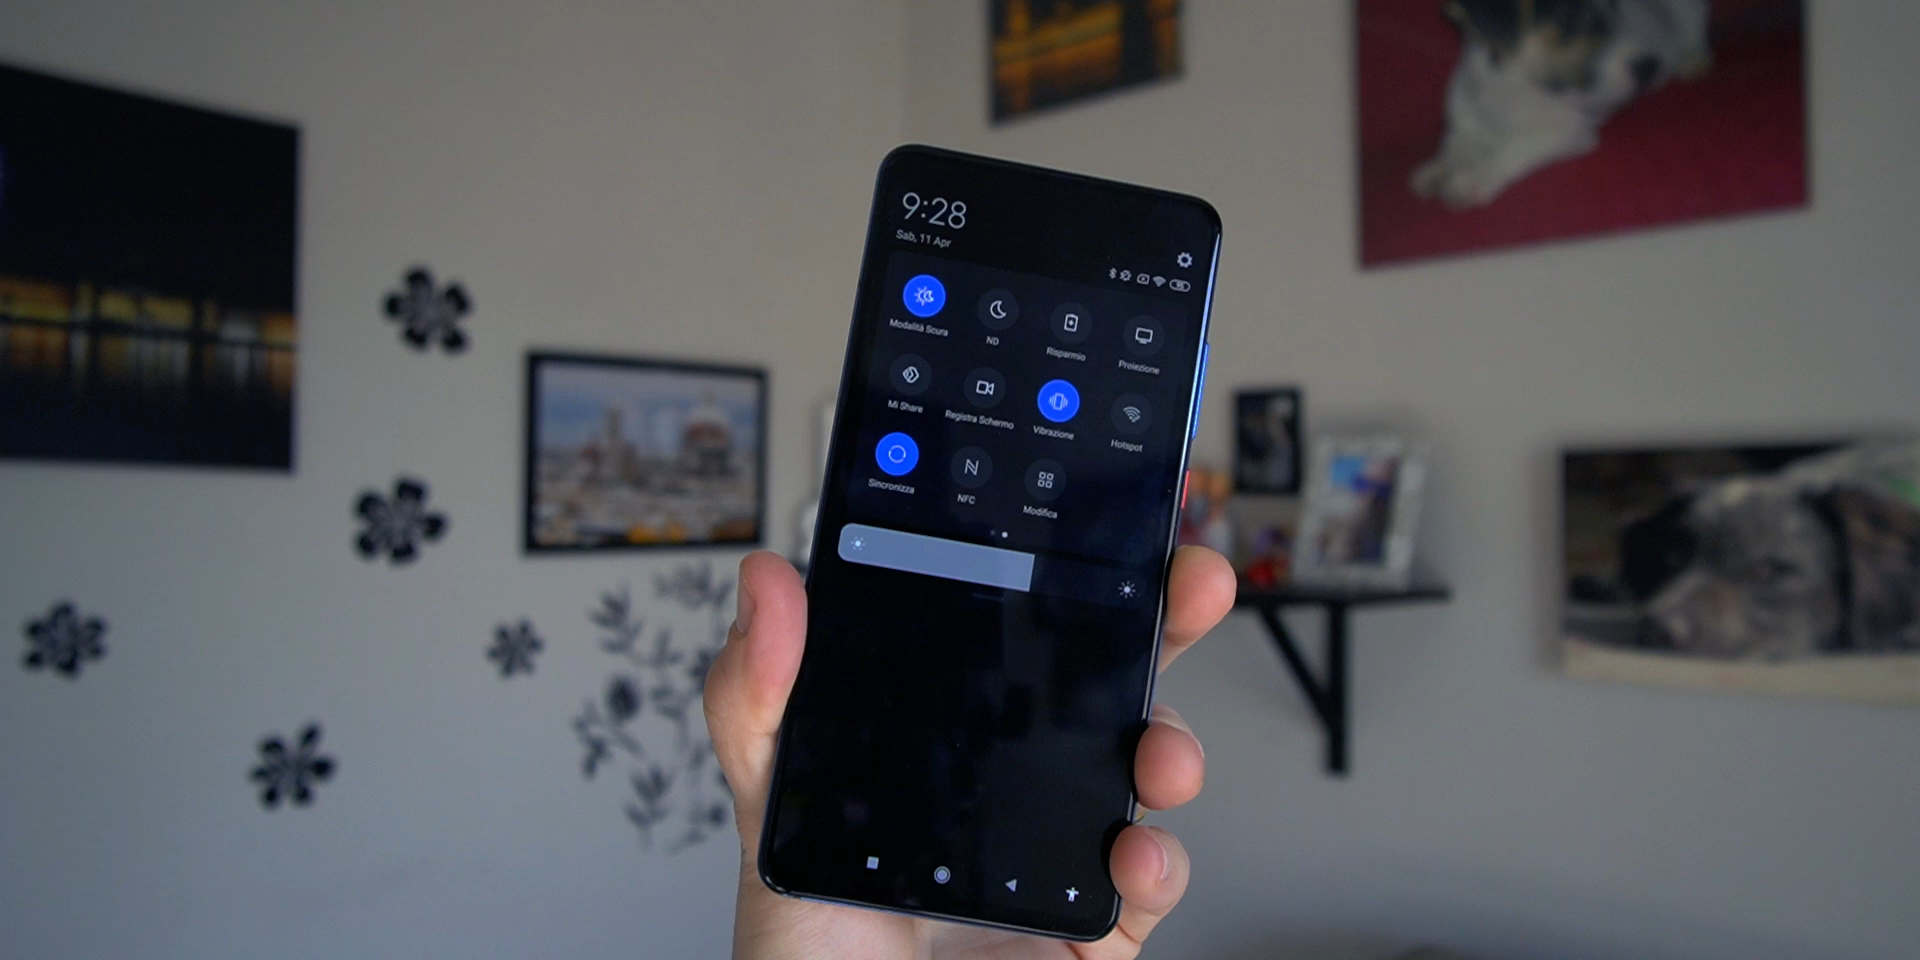 9:28
Sab, 11 Apr
Modalità Scura
ND
Risparmio
Proiezione
Mi Share
Registra Schermo
Vibrazione
Hotspot
Sincronizza
NFC
Modifica